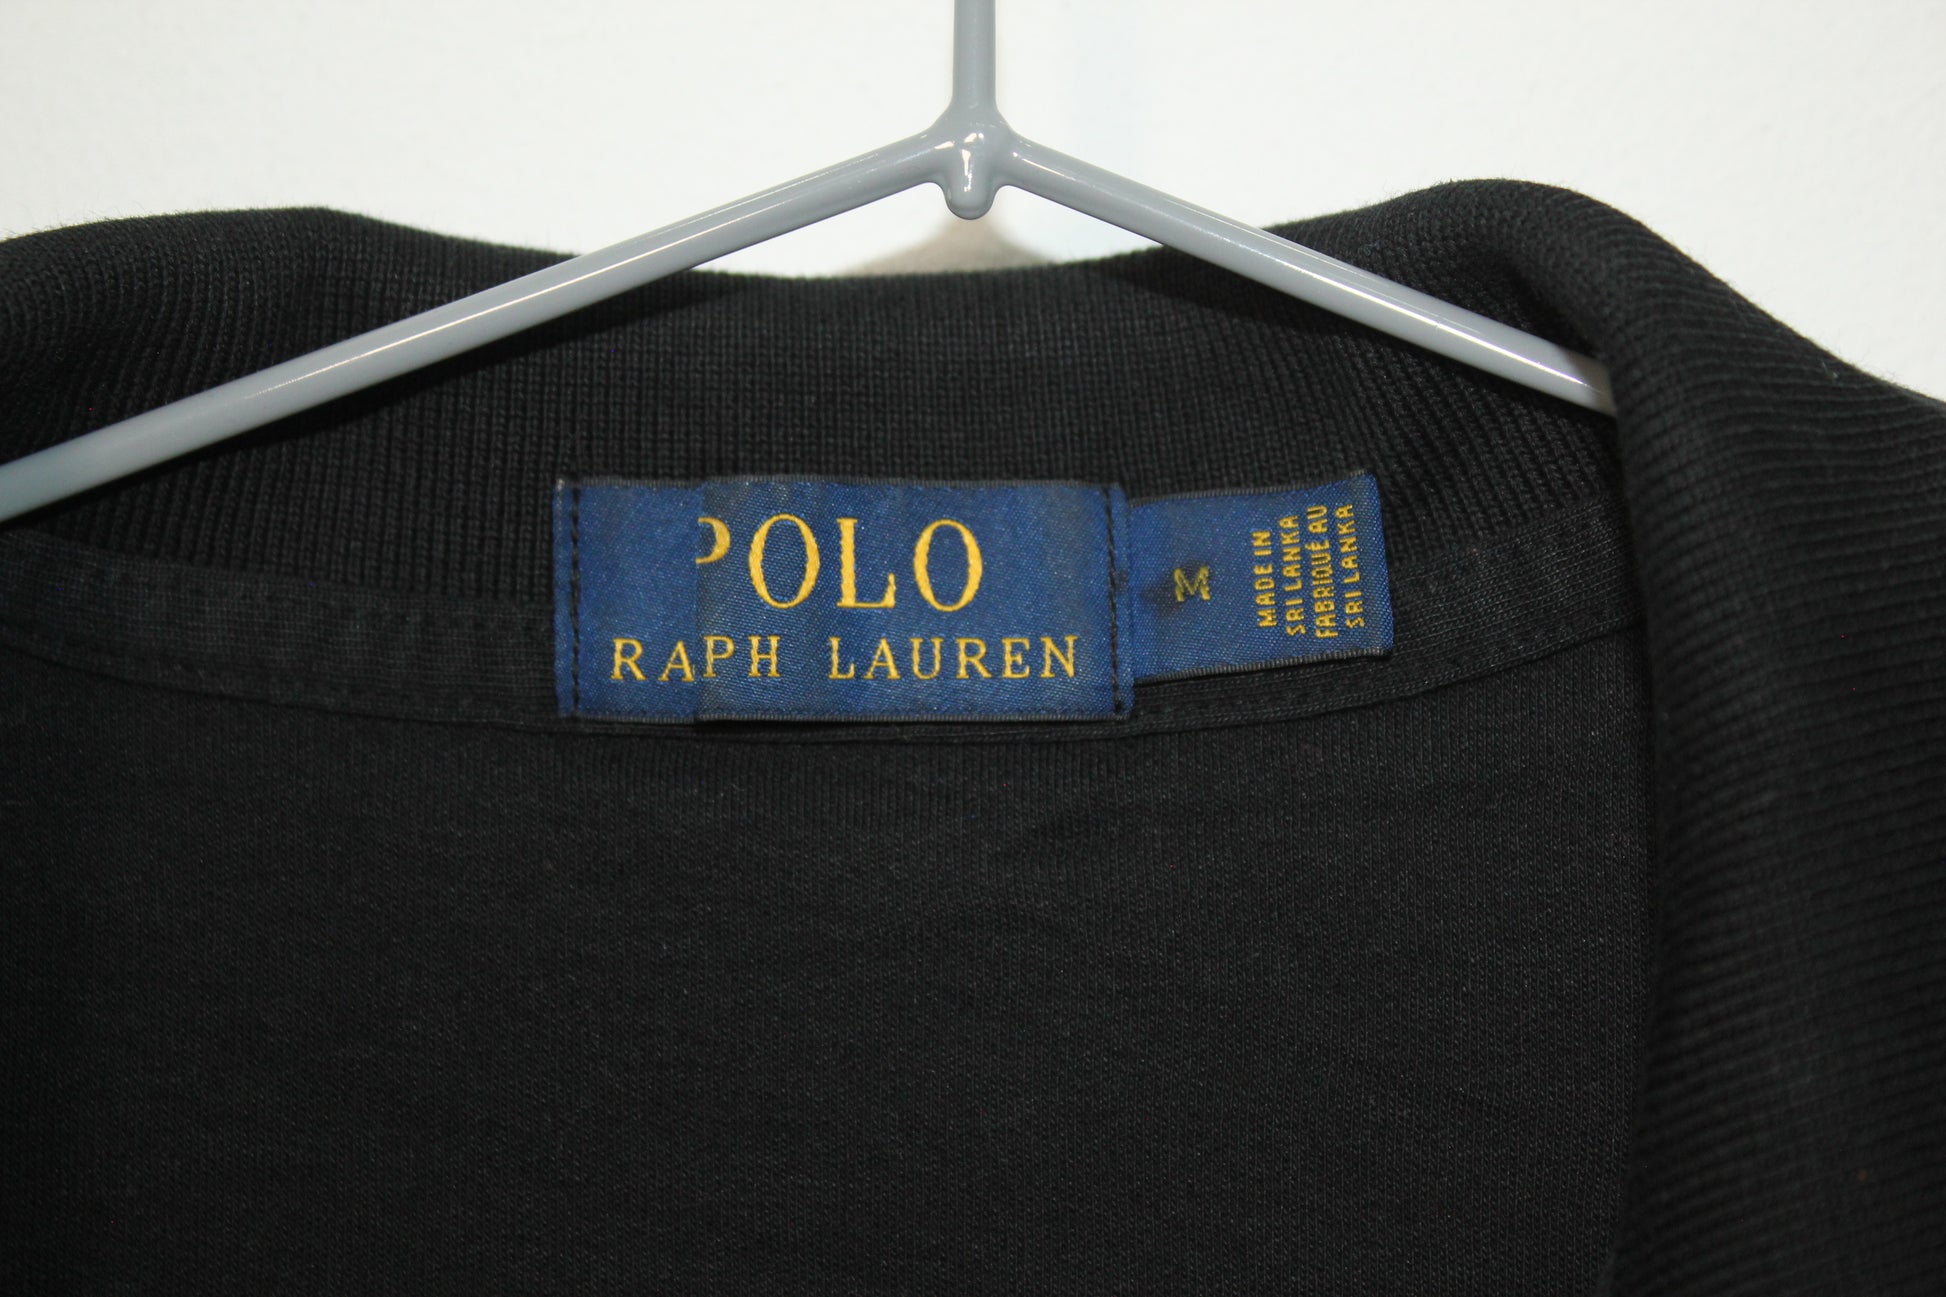 POLO
RALPH LAUREN
M
MADE IN
SRI LANKA
FABRIQUÉ AU
SRI LANKA